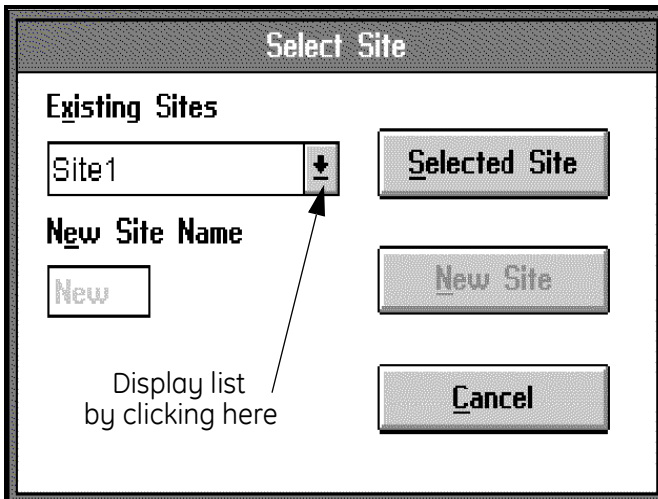 Select Site
Existing Sites
Site1
Selected Site
New Site Name
New
New Site
Display list
by clicking here
Cancel